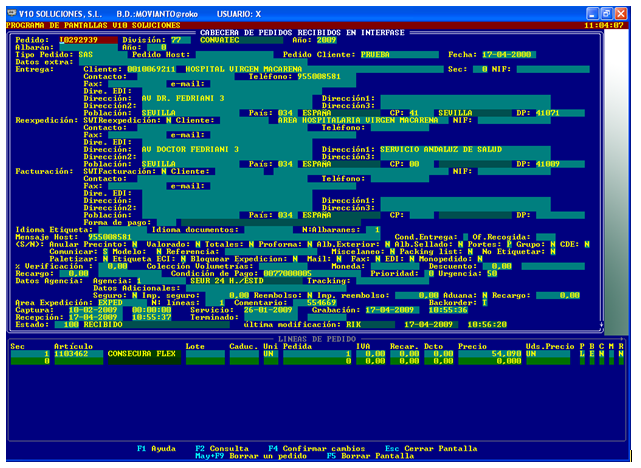 V10 SOLUCIONES, S.L. B.D.:MOVIANTO@roko USUARIO: X
PROGRAMA DE PANTALLAS V10 SOLUCIONES 11:04:07
CABECERA DE PEDIDOS RECIBIDOS EN INTERFASE
Pedido: I0292939 División: 77 CONVATEC Año: 2009
Albarán: Año: 0
Tipo Pedido: SAS Pedido Host: Pedido Cliente: PRUEBA Fecha: 17-04-2000
Datos extra:
Entrega: Cliente: 0010069211 HOSPITAL VIRGEN MACARENA Sec: 0 NIF:
Contacto: Teléfono: 955008581
Fax: e-mail:
Dire. EDI:
Dirección: AV DR. FEDRIANI 3 Dirección1:
Dirección2: Dirección3:
Población: SEVILLA País: 034 ESPAÑA CP: 41 SEVILLA DP: 41071
Reexpedición: SWTReexpedición: N Cliente: AREA HOSPITALARIA VIRGEN MACARENA NIF:
Contacto: Teléfono:
Fax: e-mail:
Dire. EDI:
Dirección: AV DOCTOR FEDRIANI 3 Dirección1: SERVICIO ANDALUZ DE SALUD
Dirección2: Dirección3:
Población: SEVILLA País: 034 ESPAÑA CP: 00 DP: 41009
Facturación: SWTFacturación: N Cliente: NIF:
Contacto: Teléfono:
Fax: e-mail:
Dire. EDI:
Dirección: Dirección1:
Dirección2: Dirección3:
Población: País: 034 ESPAÑA CP: DP:
Forma de pago:
Idioma Etiqueta: Idioma documentos: N:Albaranes: 1
Mensaje Host: 955008581 Cond.Entrega: Of.Recogida:
(S/N): Anular Precinto: N Valorado: N Totales: N Proforma: N Alb.Exterior: N Alb.Sellado: N Portes: P Grupo: N CDE: N
Comunicar: S Modelo: N Referencia: Miscelaneo: N Packing list: N No Etiquetar: N
Paletizar: N Etiqueta ECI: N Bloquear Expedicion: N Mail: N Fax: N EDI: N Monopedido: N
% Verificación : 0,00 Colección Volumetrias: Moneda: Descuento: 0,00
Recargo: 0,00 Condición de Pago: 00777000005 Prioridad: 0 Urgencia: 50
Datos Agencia: Agencia: 1 SEUR 24 H./ESTD Tracking:
Datos Adicionales:
Seguro: N Imp. seguro: 0,00 Reembolso: N Imp. reembolso: 0,00 Aduana: N Recargo: 0,00
Area Expedición: EXPED N: lineas: 1 Comentario: 554669 Backorder: I
Captura: 10-02-2009 00:00:00 Servicio: 26-01-2009 Grabación: 17-04-2009 10:55:36
Recepción: 17-04-2009 10:55:37 Terminado:
Estado: 100 RECIBIDO ultima modificación: RIK 17-04-2009 10:56:20
LINEAS DE PEDIDO
Sec Artículo Lote Caduc. Uni Pedida IVA Recar. Dcto Precio Uds.Precio P B C M R
1 1103462 CONSECURA FLEX UN 1 0,00 0,00 0,00 54,090 UN L E N N
0 0 0,00 0,00 0,00 0,000
F1 Ayuda F2 Consulta F4 Confirmar cambios Esc Cerrar Pantalla
May+F9 Borrar un pedido F5 Borrar Pantalla